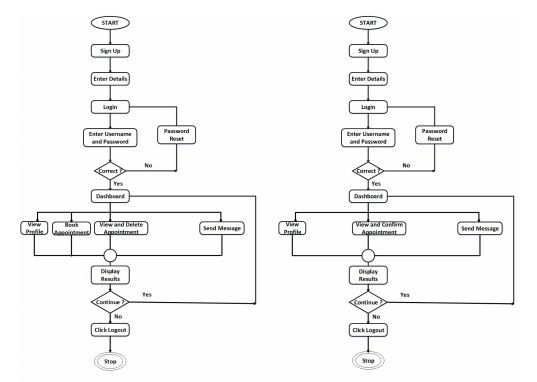 START
Sign Up
Enter Details
Login
Enter Username
and Password
Password
Reset
Correct ?
No
Yes
Dashboard
View
Profile
Book
Appointment
View and Delete
Appointment
Send Message
Display
Results
Continue ?
Yes
No
Click Logout
Stop
START
Sign Up
Enter Details
Login
Enter Username
and Password
Password
Reset
Correct ?
No
Yes
Dashboard
View
Profile
View and Confirm
Appointment
Send Message
Display
Results
Continue ?
Yes
No
Click Logout
Stop